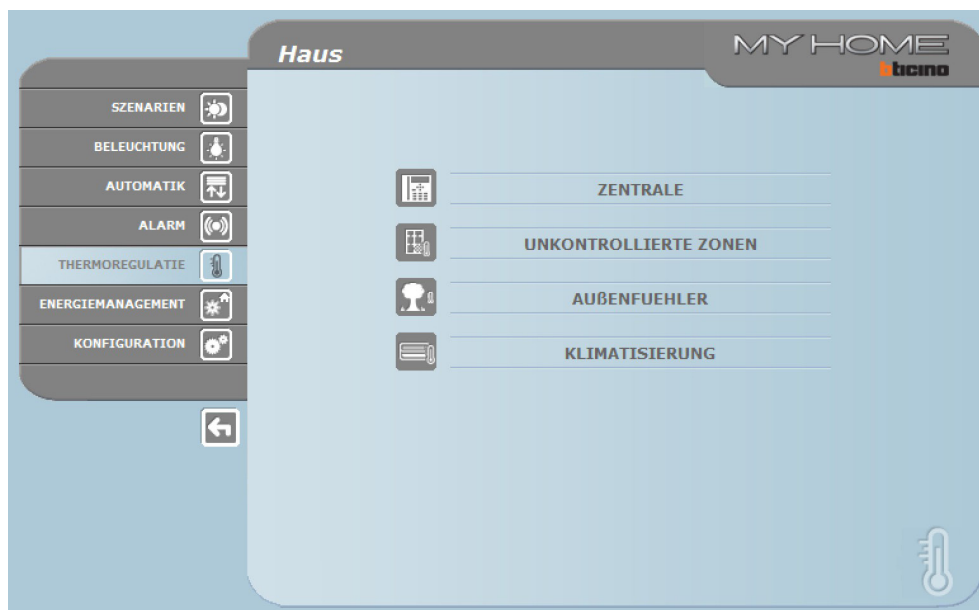 Haus
MY HOME
bticino
SZENARIEN
BELEUCHTUNG
AUTOMATIK
ALARM
THERMOREGULATIE
ENERGIEMANAGEMENT
KONFIGURATION
ZENTRALE
UNKONTROLLIERTE ZONEN
AUßENFUEHLER
KLIMATISIERUNG